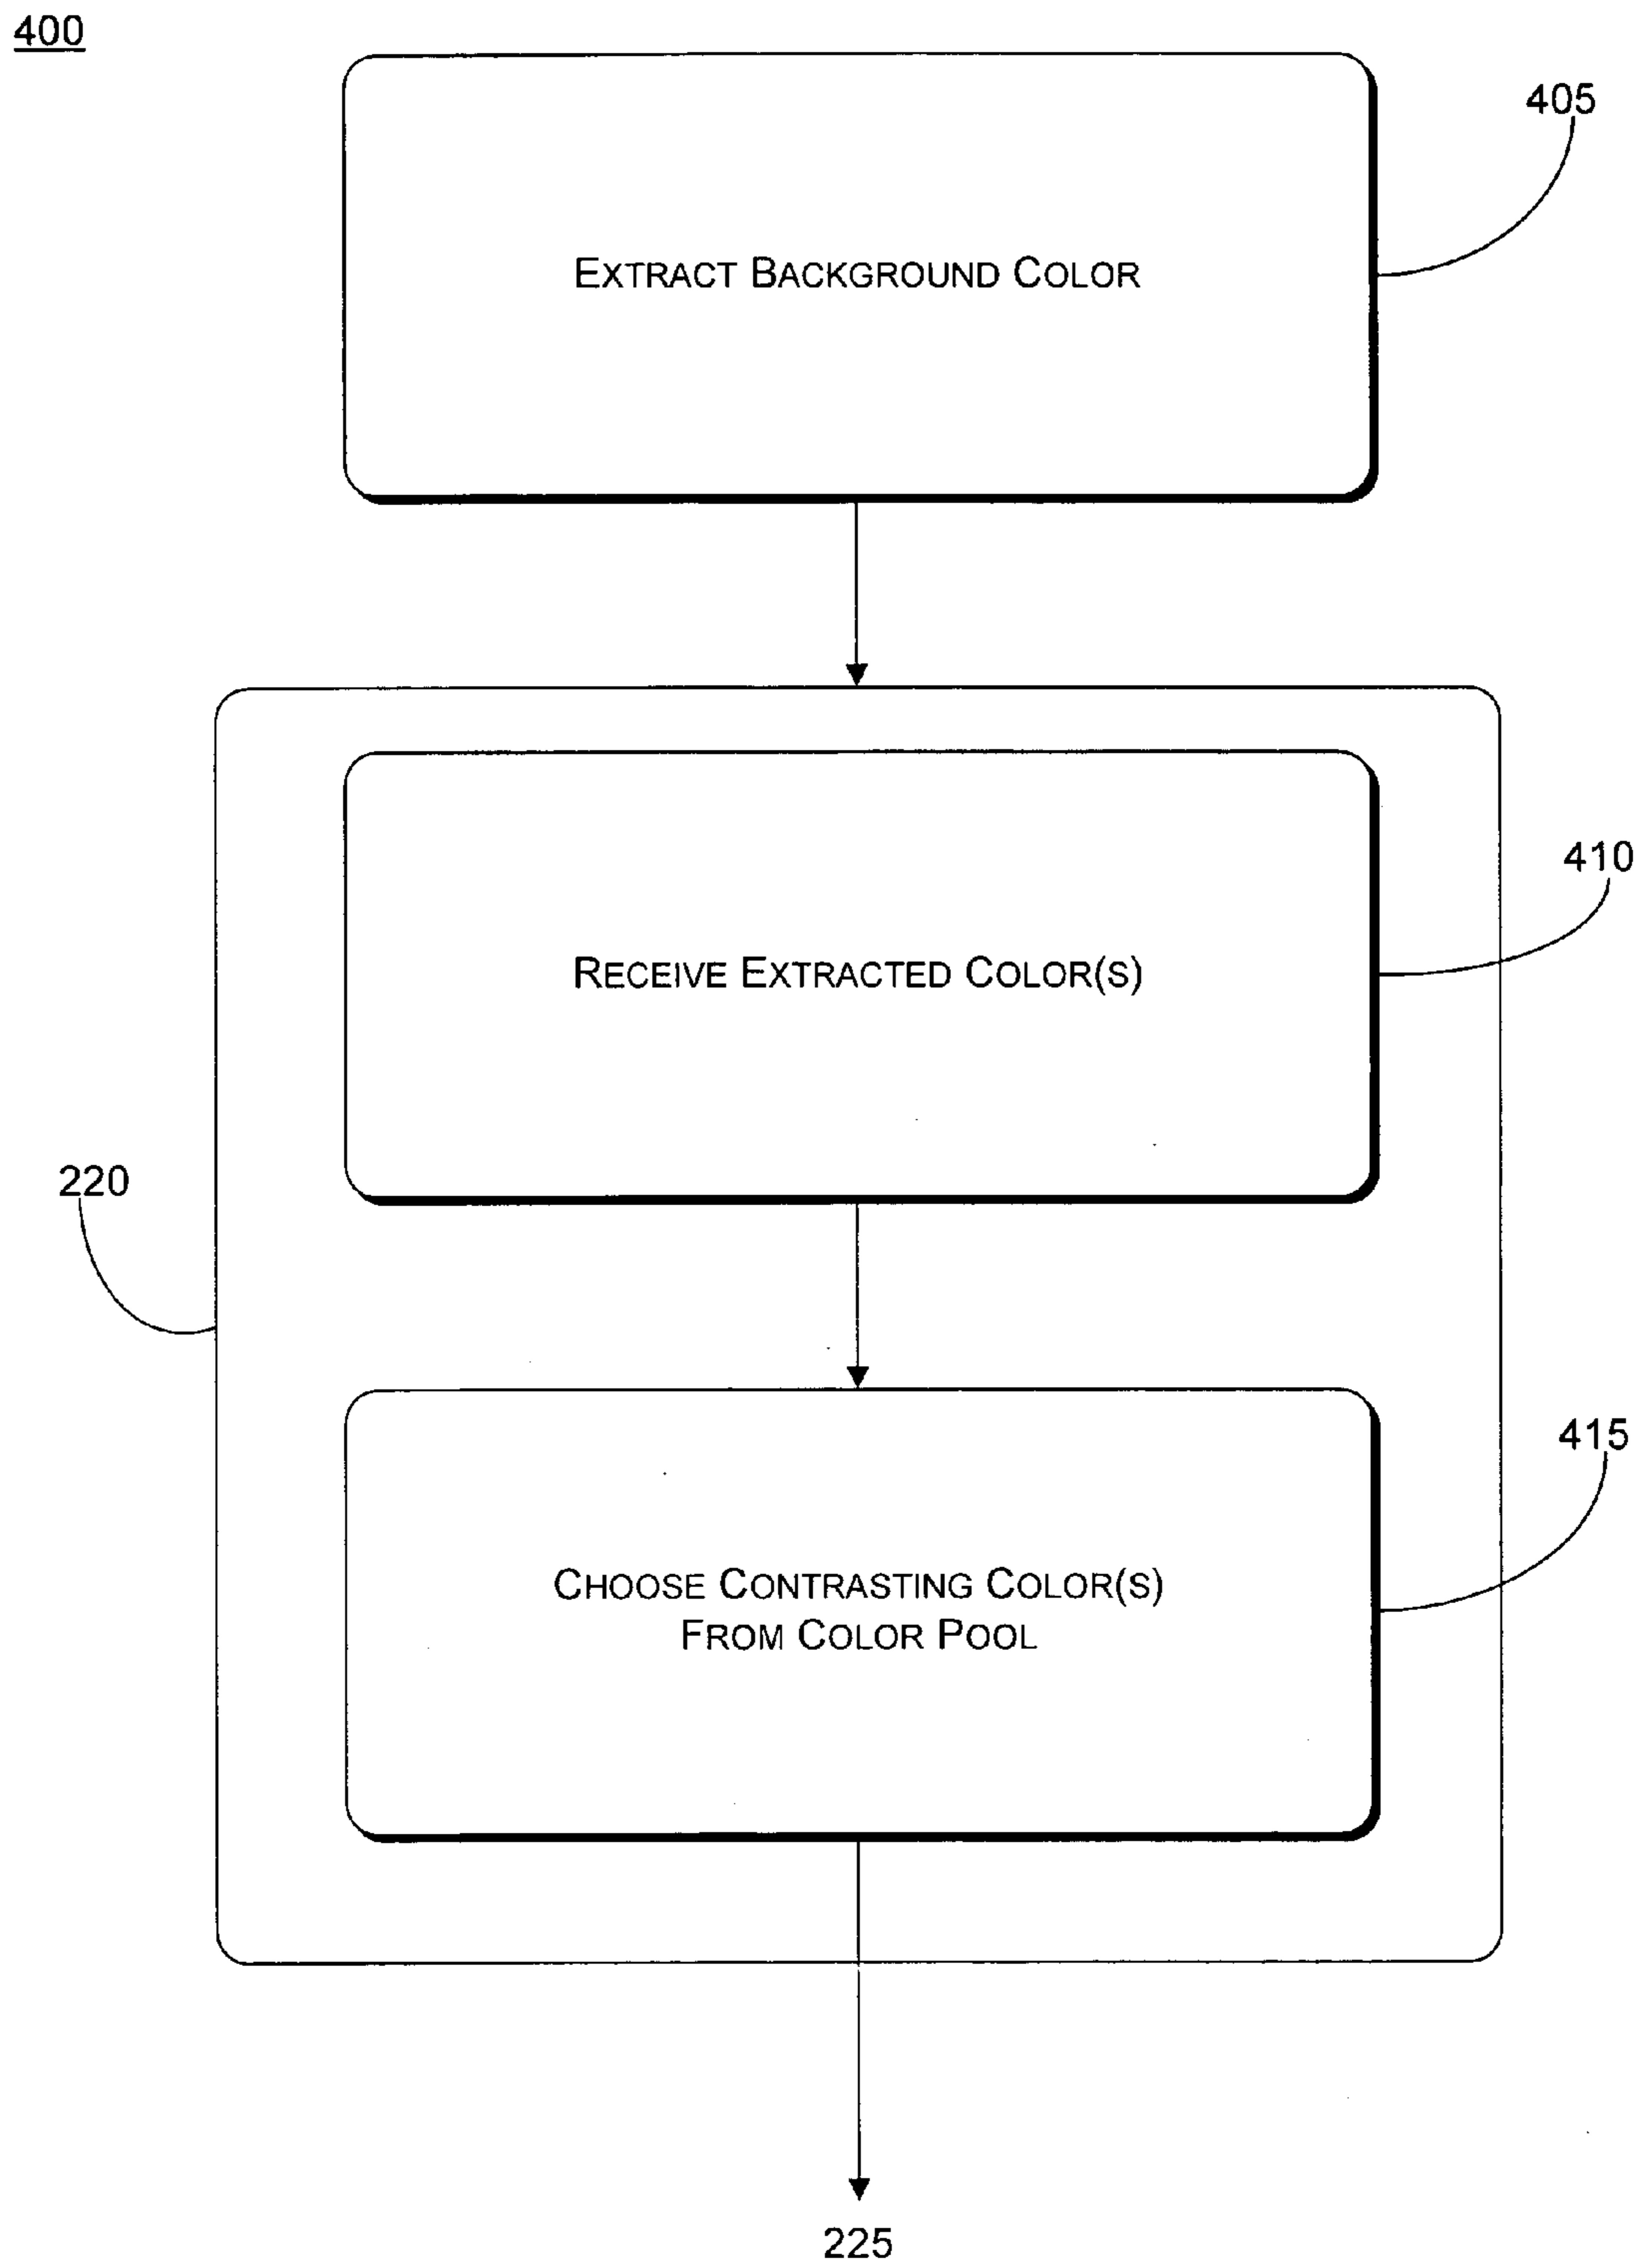 400
405
EXTRACT BACKGROUND COLOR
410
RECEIVE EXTRACTED COLOR(S)
220
415
CHOOSE CONTRASTING COLOR(S)
FROM COLOR POOL
225